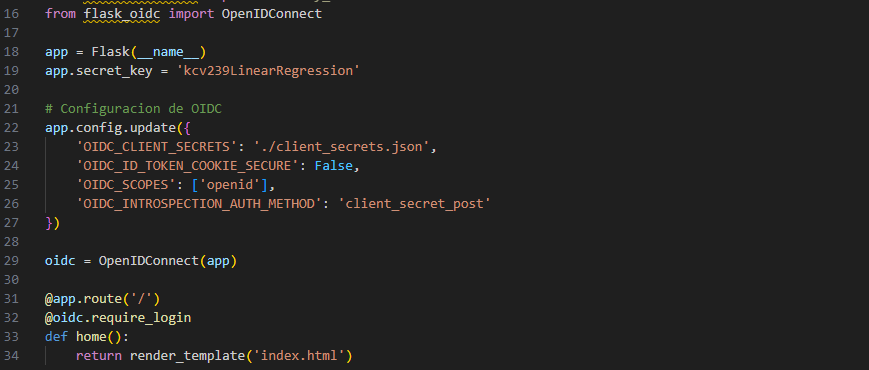 16 from flask_oidc import OpenIDConnect
17
18 app = Flask(__name__)
19 app.secret_key = 'kcv239LinearRegression'
20
21 # Configuracion de OIDC
22 app.config.update({
23     'OIDC_CLIENT_SECRETS': './client_secrets.json',
24     'OIDC_ID_TOKEN_COOKIE_SECURE': False,
25     'OIDC_SCOPES': ['openid'],
26     'OIDC_INTROSPECTION_AUTH_METHOD': 'client_secret_post'
27 })
28
29 oidc = OpenIDConnect(app)
30
31 @app.route('/')
32 @oidc.require_login
33 def home():
34     return render_template('index.html')